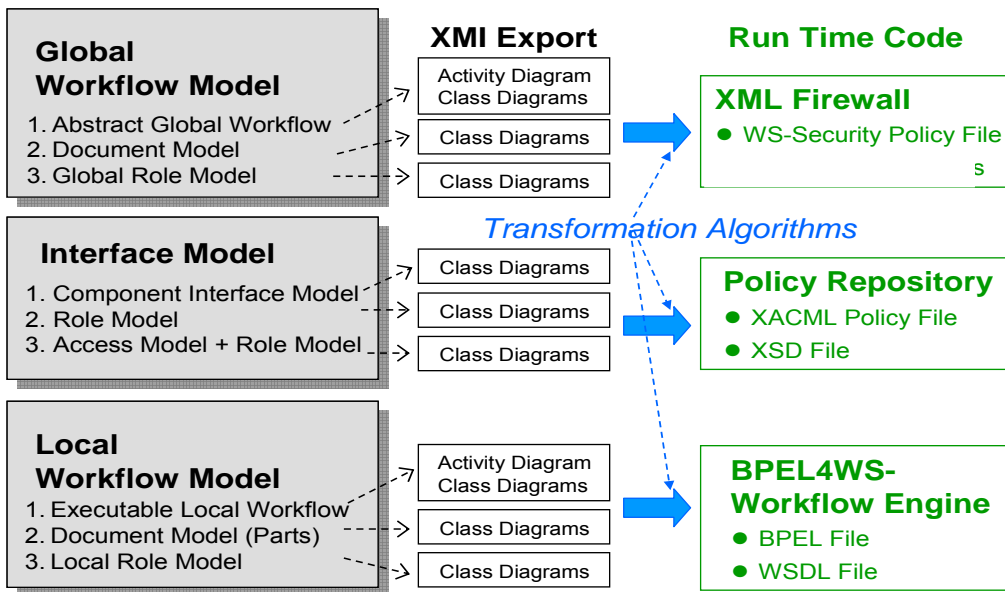 Global
Workflow Model
1. Abstract Global Workflow
2. Document Model
3. Global Role Model
XMI Export
Activity Diagram
Class Diagrams
Class Diagrams
Class Diagrams
Run Time Code
XML Firewall
● WS-Security Policy File
s
Transformation Algorithms
Interface Model
1. Component Interface Model
2. Role Model
3. Access Model + Role Model
Class Diagrams
Class Diagrams
Class Diagrams
Policy Repository
● XACML Policy File
● XSD File
Local
Workflow Model
1. Executable Local Workflow
2. Document Model (Parts)
3. Local Role Model
Activity Diagram
Class Diagrams
Class Diagrams
Class Diagrams
BPEL4WS-
Workflow Engine
● BPEL File
● WSDL File